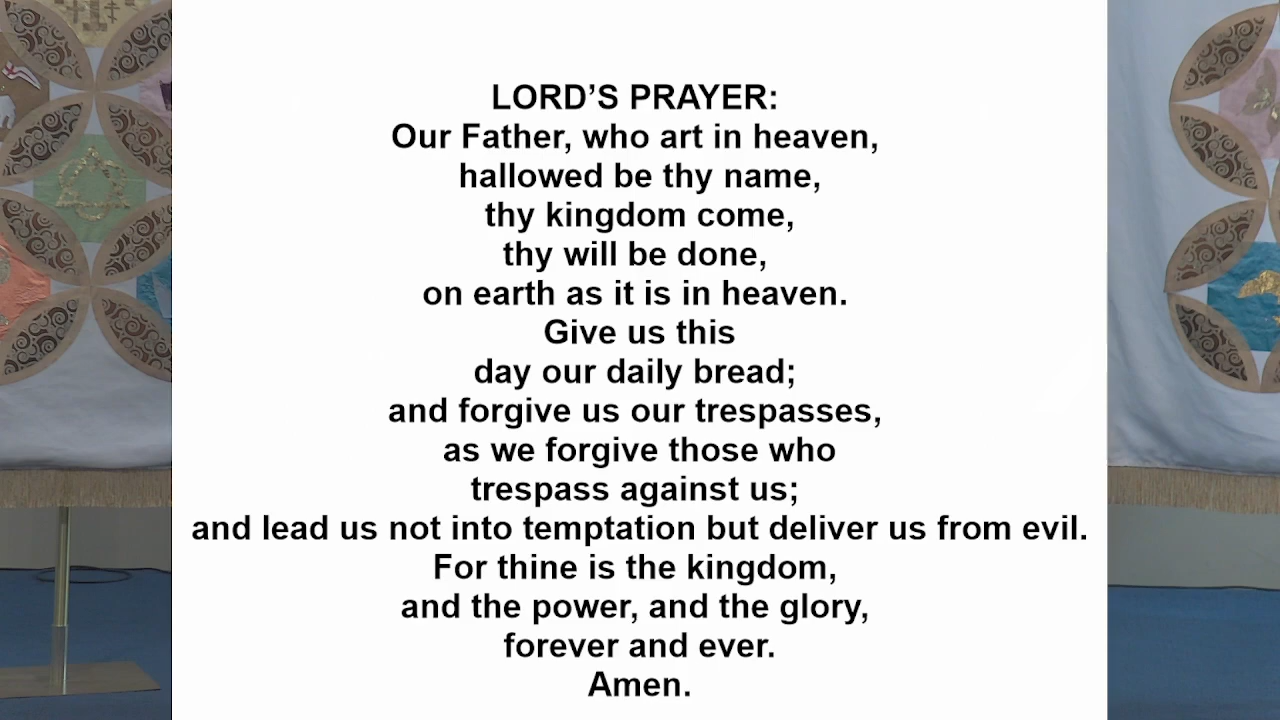 LORD’S PRAYER:
Our Father, who art in heaven,
hallowed be thy name,
thy kingdom come,
thy will be done,
on earth as it is in heaven.
Give us this
day our daily bread;
and forgive us our trespasses,
as we forgive those who
trespass against us;
and lead us not into temptation but deliver us from evil.
For thine is the kingdom,
and the power, and the glory,
forever and ever.
Amen.